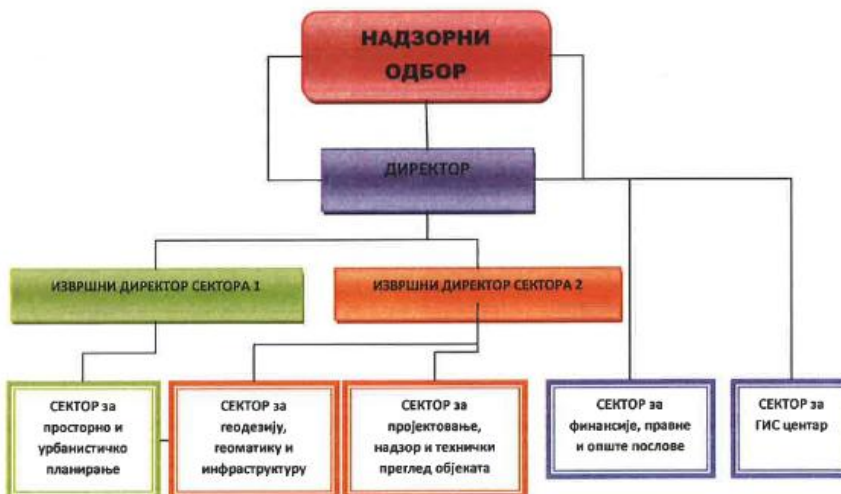 НАДЗОРНИ
ОДБОР
ДИРЕКТОР
ИЗВРШНИ ДИРЕКТОР СЕКТОРА 1
ИЗВРШНИ ДИРЕКТОР СЕКТОРА 2
СЕКТОР за
просторно и
урбанистичко
планирање
СЕКТОР за
геодезију,
геоматику и
инфраструктуру
СЕКТОР за
пројектовање,
надзор и технички
преглед објеката
СЕКТОР за
финансије, правне
и опште послове
СЕКТОР за
ГИС центар